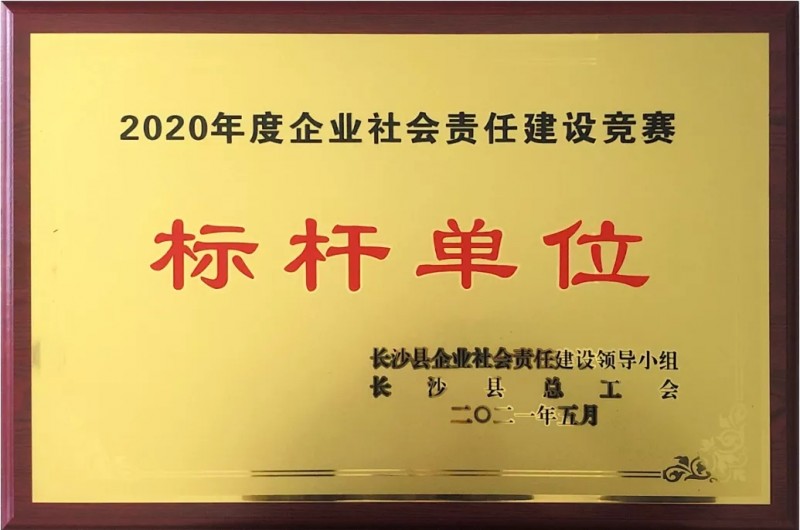 2020年度企业社会责任建设竞赛
标杆单位
长沙县企业社会责任建设领导小组
长沙县总工会
二〇二一年五月